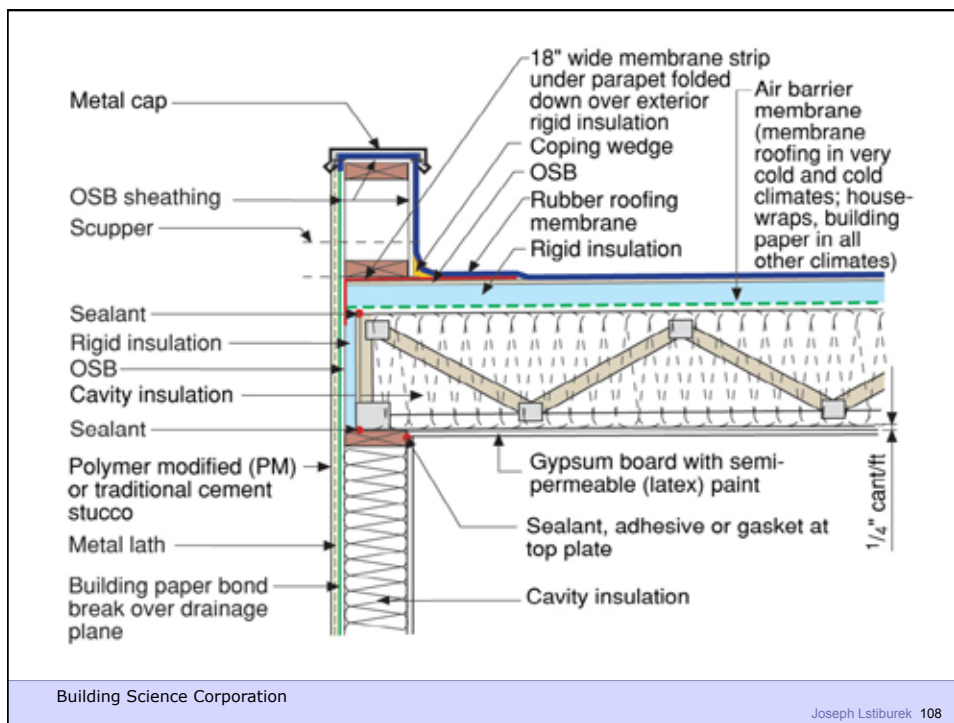 18" wide membrane strip
under parapet folded
down over exterior
rigid insulation
Coping wedge
OSB
Rubber roofing
membrane
Rigid insulation
Air barrier
membrane
(membrane
roofing in very
cold and cold
climates; house-
wraps, building
paper in all
other climates)
Metal cap
OSB sheathing
Scupper
Sealant
Rigid insulation
OSB
Cavity insulation
Sealant
Polymer modified (PM)
or traditional cement
stucco
Metal lath
Building paper bond
break over drainage
plane
Gypsum board with semi-
permeable (latex) paint
Sealant, adhesive or gasket at
top plate
Cavity insulation
1/4" cant/ft
Building Science Corporation
Joseph Lstiburek 108